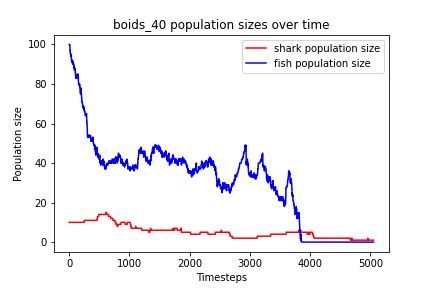 boids_40 population sizes over time
shark population size
fish population size
Population size
100
80
60
40
20
0
0 1000 2000 3000 4000 5000
Timesteps